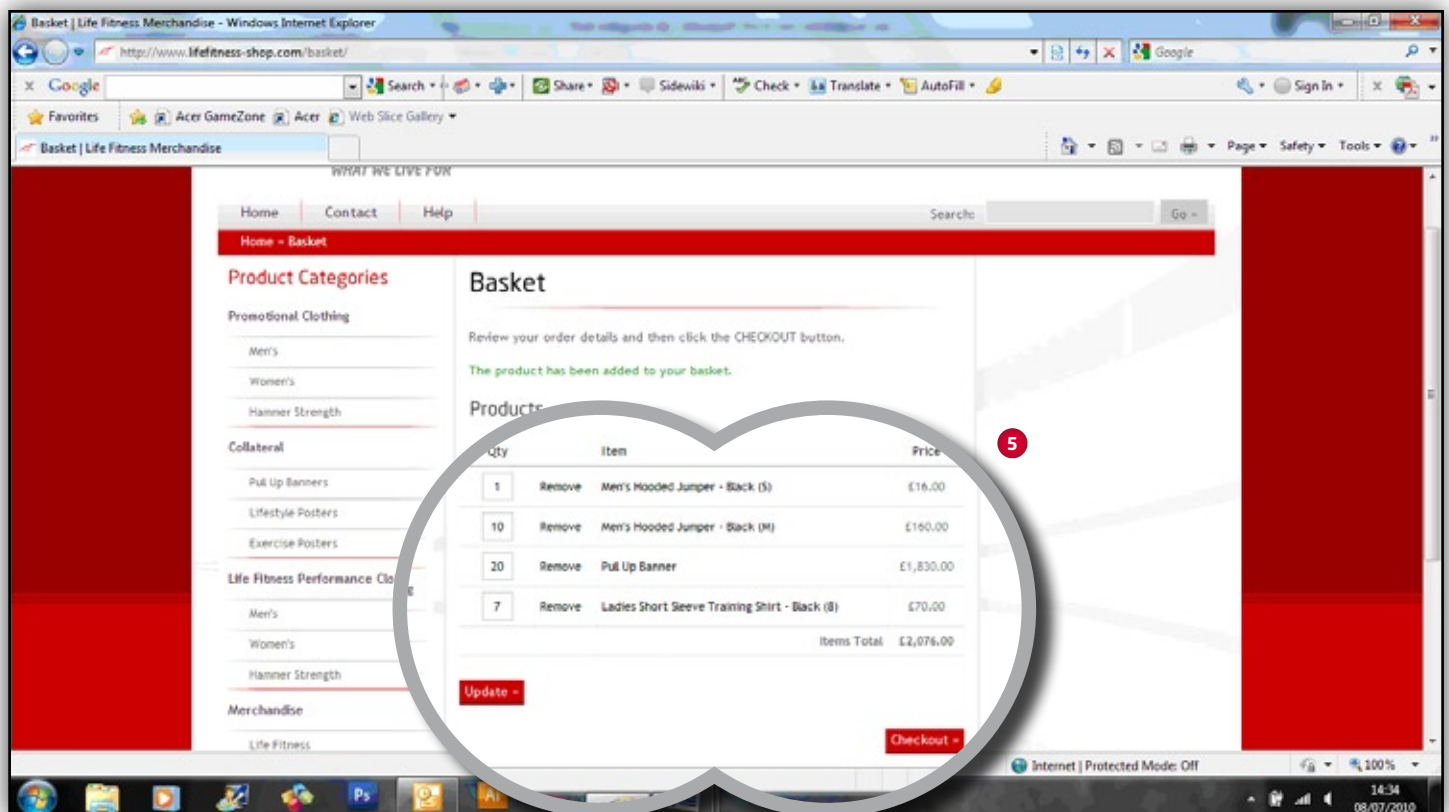 Basket | Life Fitness Merchandise - Windows Internet Explorer
http://www.lifefitness-shop.com/basket/
Google
x Google Search Share Sidewiki Check Translate AutoFill Sign In x
Favorites Acer GameZone Acer Web Slice Gallery
Basket | Life Fitness Merchandise
Page Safety Tools
WHAT WE LIVE FOR
Home Contact Help Search: Go »
Home » Basket
Product Categories
Promotional Clothing
Men's
Women's
Hammer Strength
Collateral
Pull Up Banners
Lifestyle Posters
Exercise Posters
Life Fitness Performance Clo
g
Men's
Women's
Hammer Strength
Merchandise
Life Fitness
Basket
Review your order details and then click the CHECKOUT button.
The product has been added to your basket.
Products
Qty Item Price
1 Remove Men's Hooded Jumper - Black (S) £16.00
10 Remove Men's Hooded Jumper - Black (M) £160.00
20 Remove Pull Up Banner £1,830.00
7 Remove Ladies Short Sleeve Training Shirt - Black (8) £70.00
Items Total £2,076.00
Update »
Checkout »
5
Internet | Protected Mode: Off 100%
Ps
Ai
14:34
08/07/2010